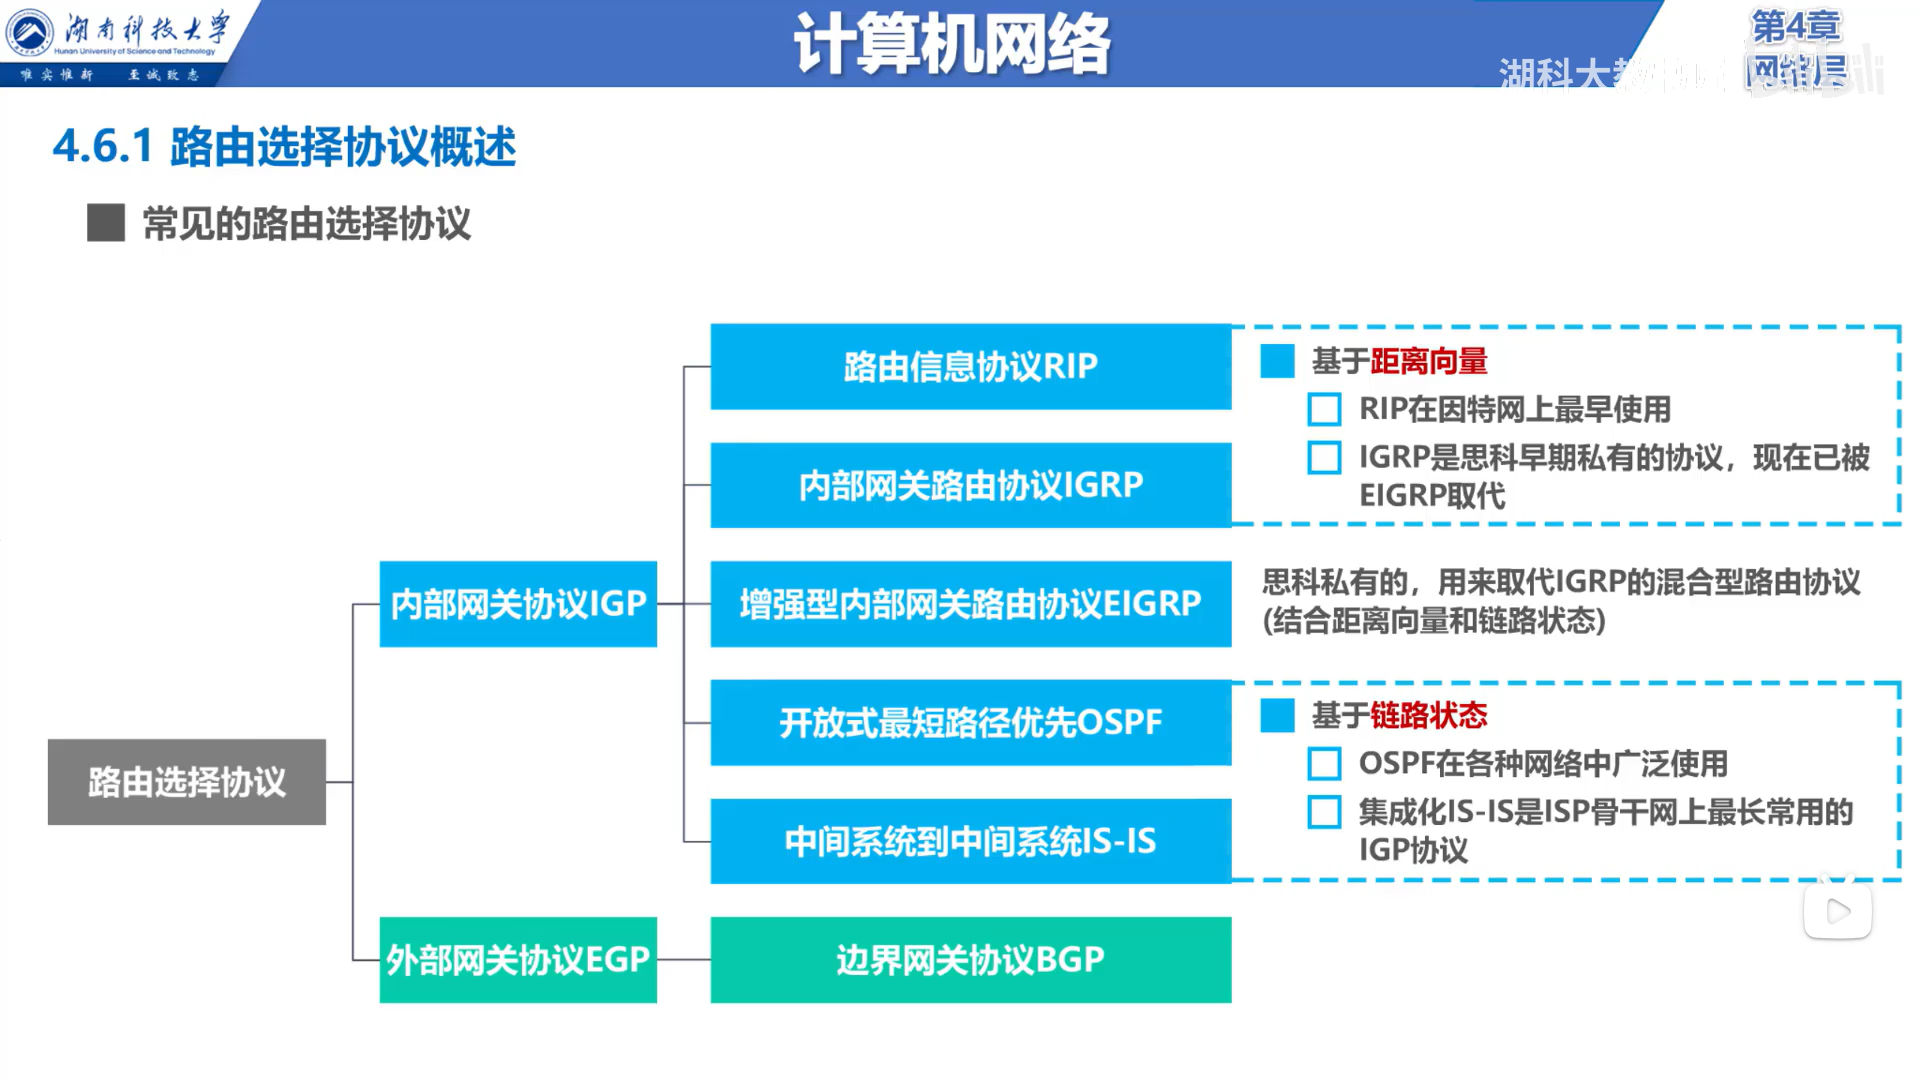 湖南科技大学
Hunan University of Science and Technology
唯实惟新 至诚致志
计算机网络
第4章
网络层
湖科大教
4.6.1 路由选择协议概述
常见的路由选择协议
路由信息协议RIP
基于距离向量
RIP在因特网上最早使用
内部网关路由协议IGRP
IGRP是思科早期私有的协议，现在已被
EIGRP取代
内部网关协议IGP
增强型内部网关路由协议EIGRP
思科私有的，用来取代IGRP的混合型路由协议
(结合距离向量和链路状态)
开放式最短路径优先OSPF
基于链路状态
OSPF在各种网络中广泛使用
路由选择协议
中间系统到中间系统IS-IS
集成化IS-IS是ISP骨干网上最长常用的
IGP协议
外部网关协议EGP
边界网关协议BGP